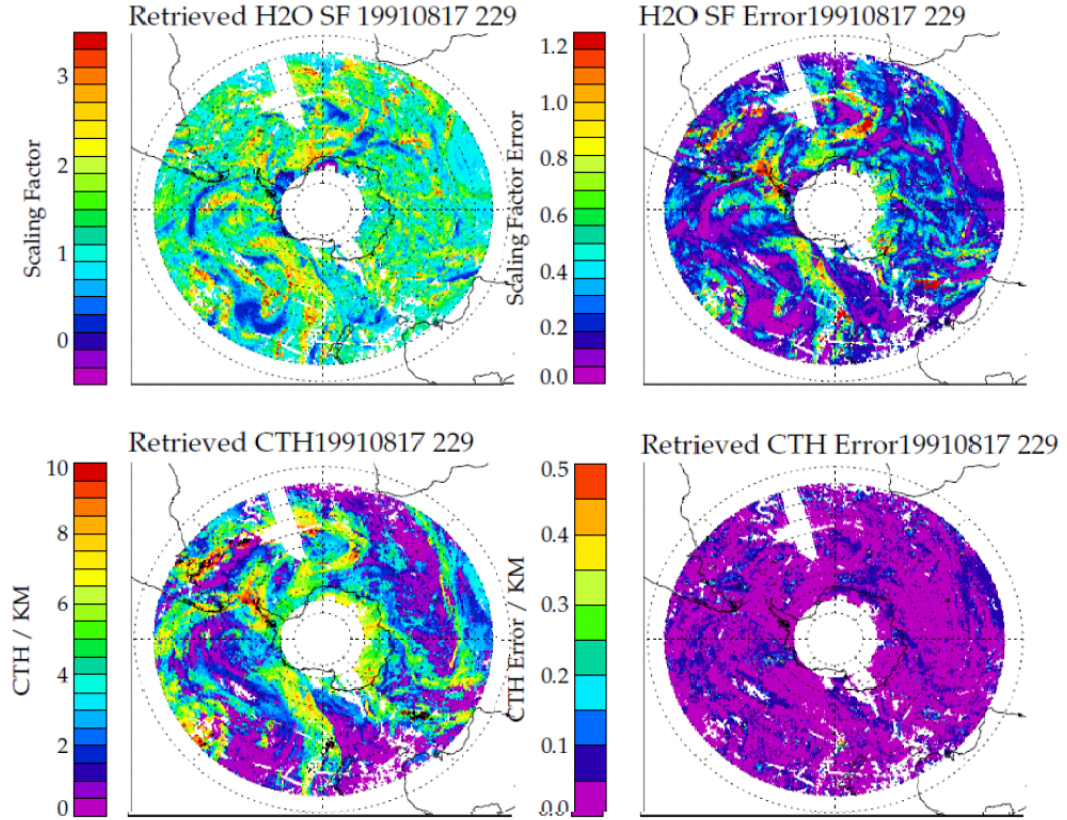 Retrieved H2O SF 19910817 229
H2O SF Error19910817 229
Scaling Factor
3
2
1
0
Scaling Factor Error
1.2
1.0
0.8
0.6
0.4
0.2
0.0
Retrieved CTH19910817 229
Retrieved CTH Error19910817 229
CTH / KM
10
8
6
4
2
0
CTH Error / KM
0.5
0.4
0.3
0.2
0.1
0.0